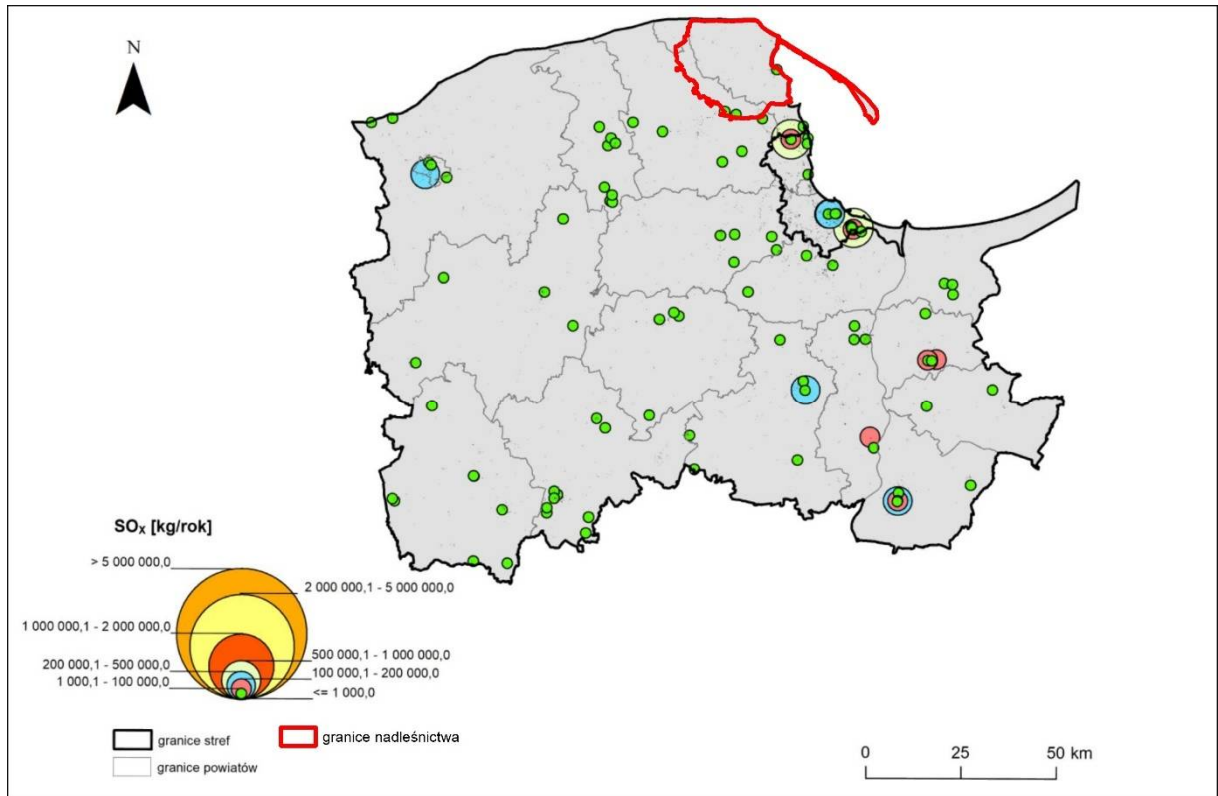 N
SOₓ [kg/rok]
> 5 000 000,0
2 000 000,1 - 5 000 000,0
1 000 000,1 - 2 000 000,0
500 000,1 - 1 000 000,0
200 000,1 - 500 000,0
100 000,1 - 200 000,0
1 000,1 - 100 000,0
<= 1 000,0
granice stref
granice nadleśnictwa
granice powiatów
0 25 50 km